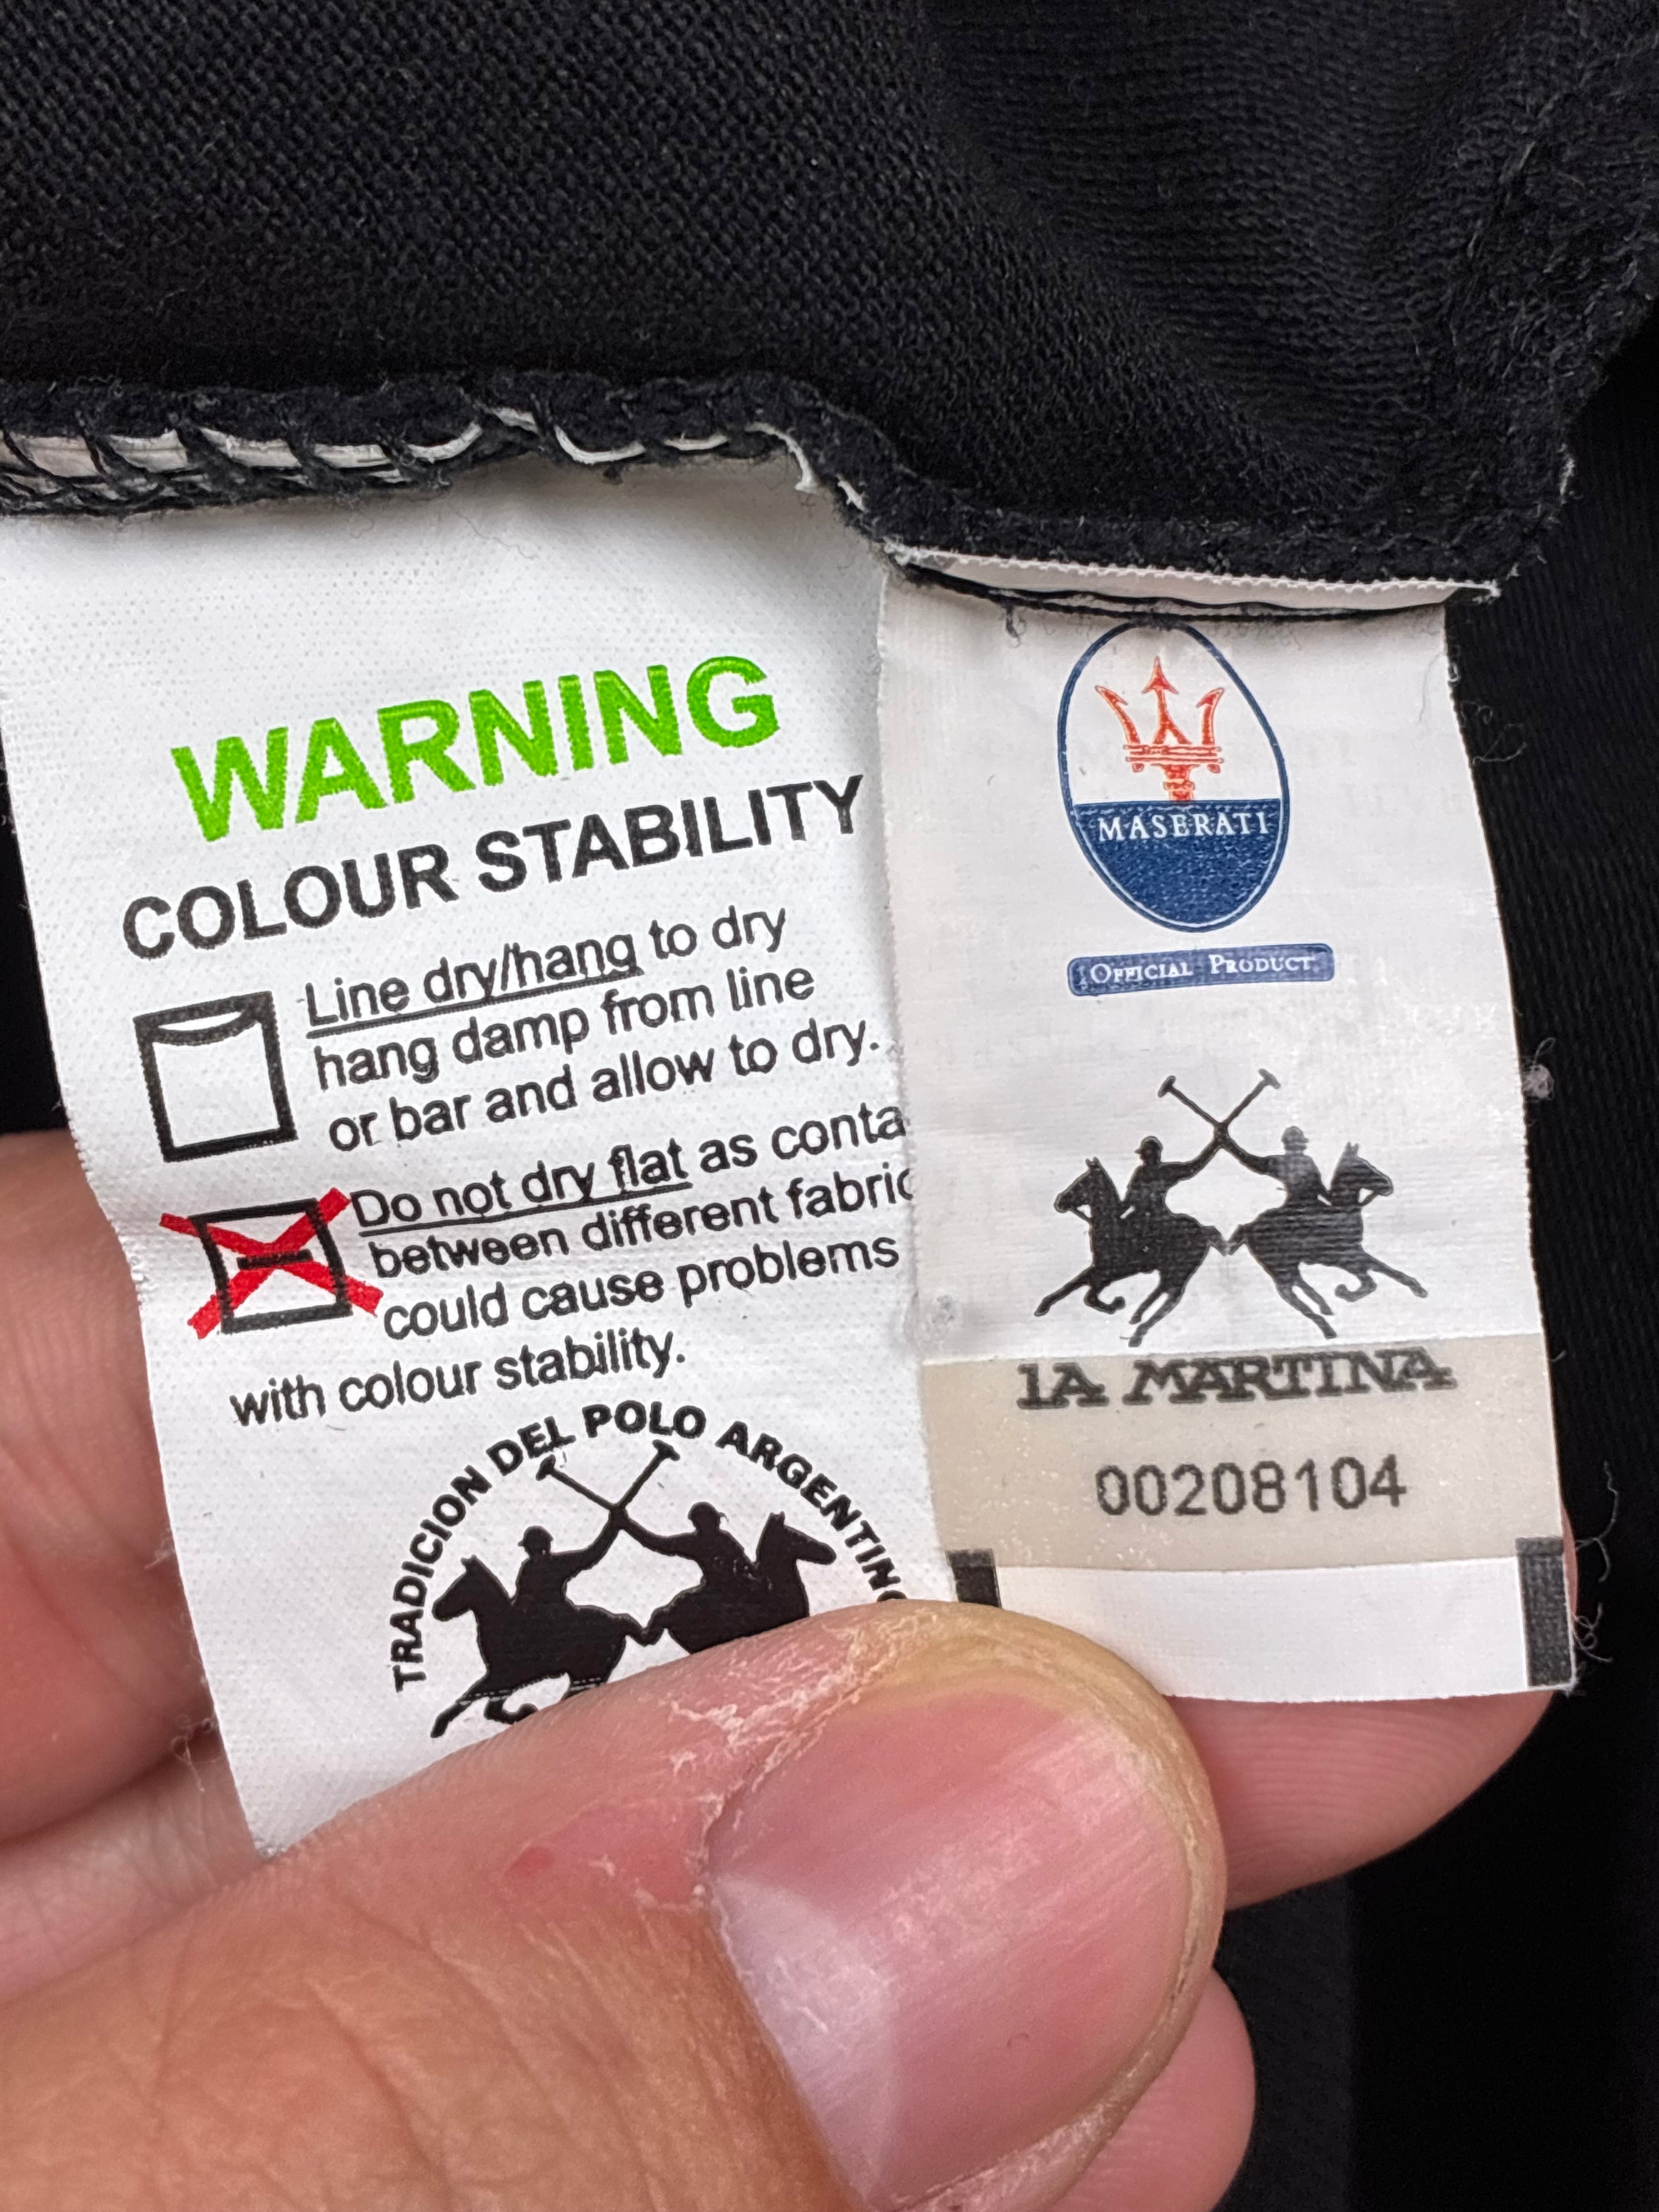 WARNING
COLOUR STABILITY
Line dry/hang to dry
hang damp from line
or bar and allow to dry.
Do not dry flat as conta
between different fabric
could cause problems
with colour stability.
TRADICION DEL POLO ARGENTINO
MASERATI
OFFICIAL PRODUCT
LA MARTINA
00208104